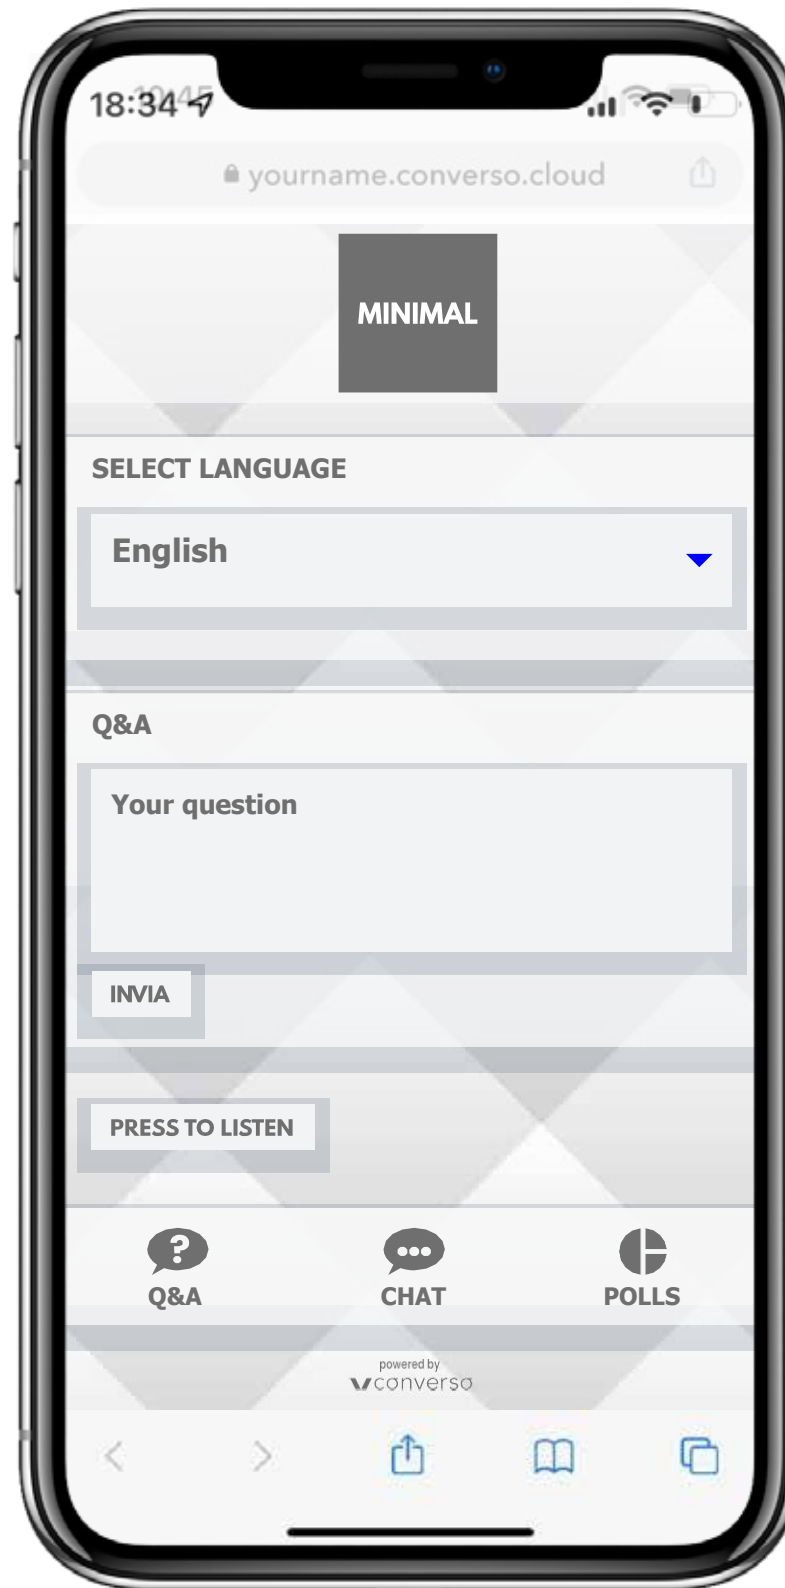 18:34
yourname.converso.cloud
MINIMAL
SELECT LANGUAGE
English
Q&A
Your question
INVIA
PRESS TO LISTEN
Q&A
CHAT
POLLS
powered by
converso